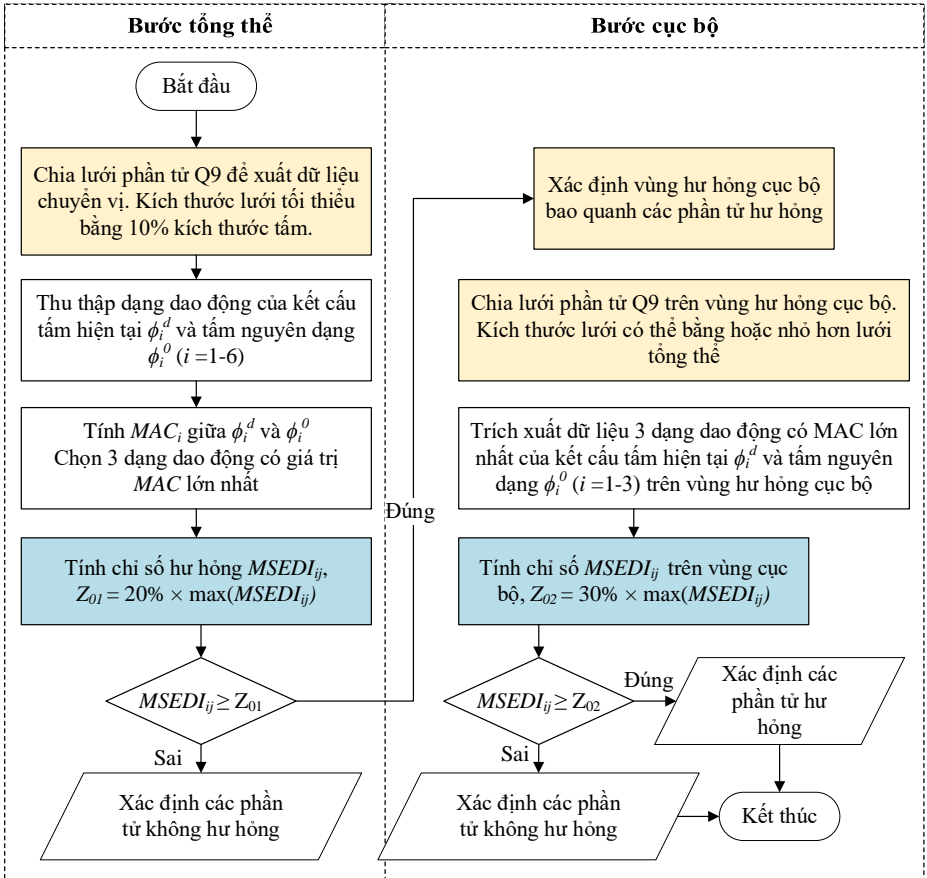 Bước tổng thể
Bước cục bộ
Bắt đầu
Chia lưới phần tử Q9 để xuất dữ liệu
chuyển vị. Kích thước lưới tối thiểu
bằng 10% kích thước tấm.
Thu thập dạng dao động của kết cấu
tấm hiện tại ϕᵢᵈ và tấm nguyên dạng
ϕᵢ⁰ (i =1-6)
Tính MACᵢ giữa ϕᵢᵈ và ϕᵢ⁰
Chọn 3 dạng dao động có giá trị
MAC lớn nhất
Tính chỉ số hư hỏng MSEDIᵢⱼ,
Z₀₁ = 20% × max(MSEDIᵢⱼ)
MSEDIᵢⱼ ≥ Z₀₁
Sai
Xác định các phần
tử không hư hỏng
Đúng
Xác định vùng hư hỏng cục bộ
bao quanh các phần tử hư hỏng
Chia lưới phần tử Q9 trên vùng hư hỏng cục bộ.
Kích thước lưới có thể bằng hoặc nhỏ hơn lưới
tổng thể
Trích xuất dữ liệu 3 dạng dao động có MAC lớn
nhất của kết cấu tấm hiện tại ϕᵢᵈ và tấm nguyên
dạng ϕᵢ⁰ (i =1-3) trên vùng hư hỏng cục bộ
Tính chỉ số MSEDIᵢⱼ trên vùng cục
bộ, Z₀₂ = 30% × max(MSEDIᵢⱼ)
MSEDIᵢⱼ ≥ Z₀₂
Đúng
Xác định các
phần tử hư
hỏng
Sai
Xác định các phần
tử không hư hỏng
Kết thúc